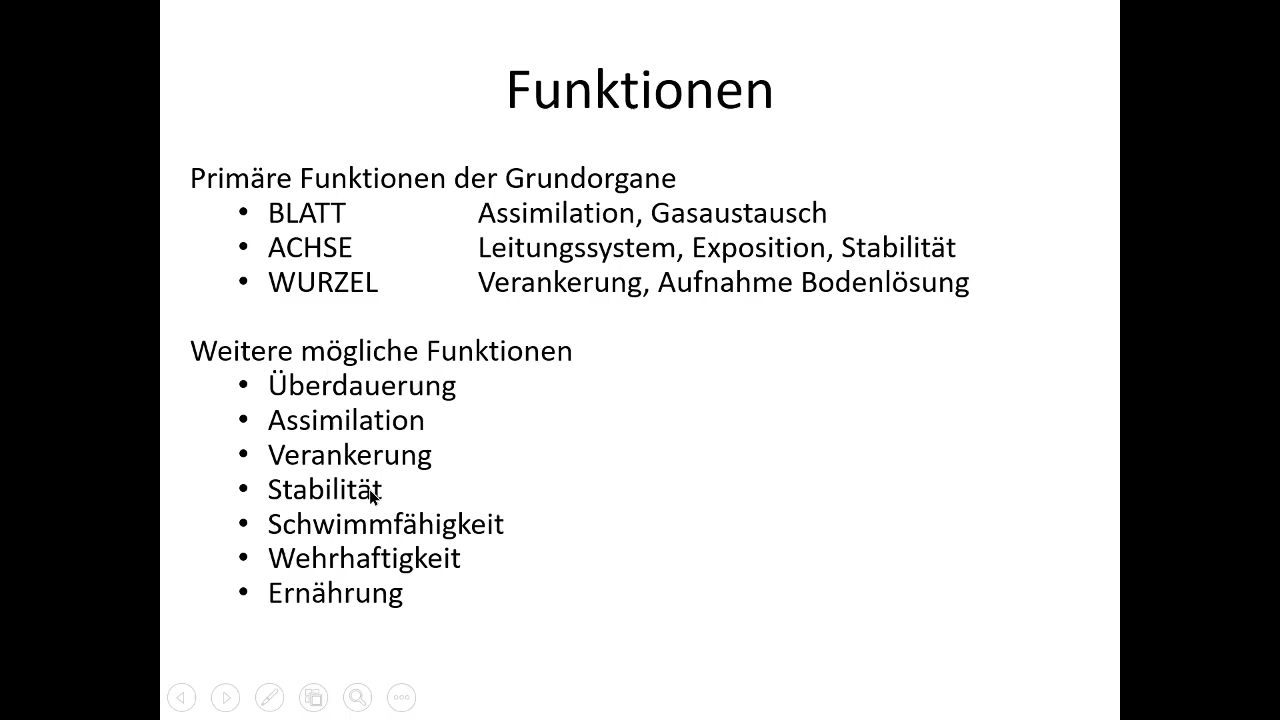 Funktionen
Primäre Funktionen der Grundorgane
• BLATT Assimilation, Gasaustausch
• ACHSE Leitungssystem, Exposition, Stabilität
• WURZEL Verankerung, Aufnahme Bodenlösung
Weitere mögliche Funktionen
• Überdauerung
• Assimilation
• Verankerung
• Stabilität
• Schwimmfähigkeit
• Wehrhaftigkeit
• Ernährung